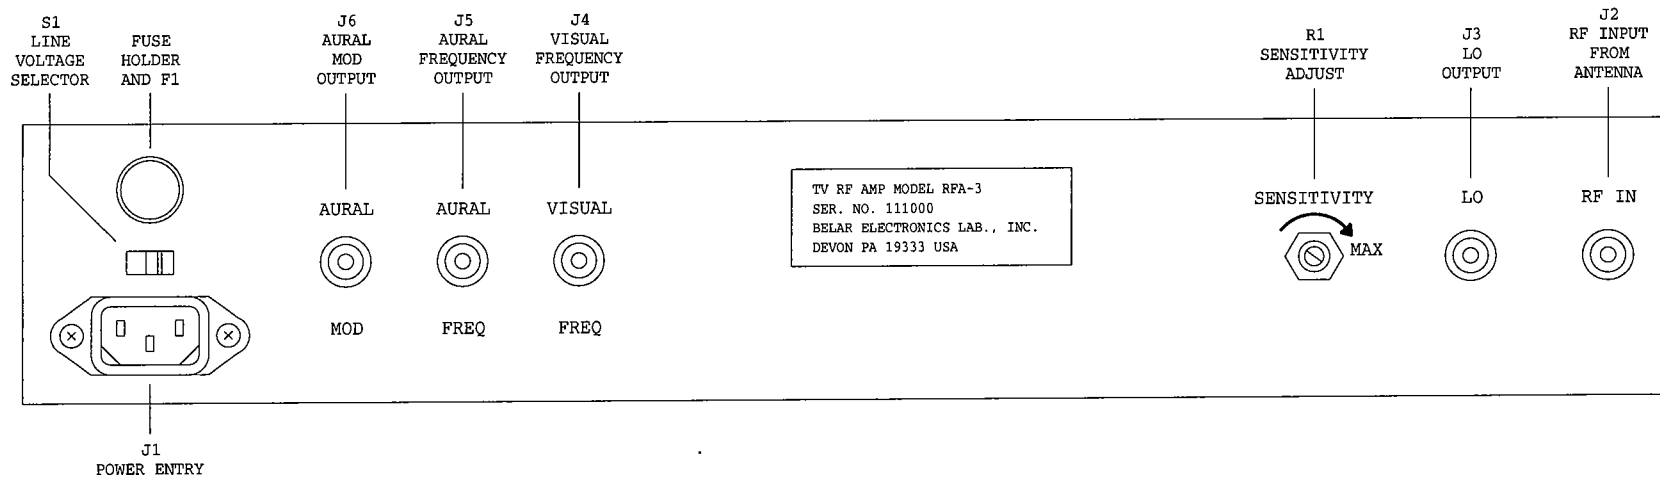 S1
LINE
VOLTAGE
SELECTOR
FUSE
HOLDER
AND F1
J6
AURAL
MOD
OUTPUT
J5
AURAL
FREQUENCY
OUTPUT
J4
VISUAL
FREQUENCY
OUTPUT
R1
SENSITIVITY
ADJUST
J3
LO
OUTPUT
J2
RF INPUT
FROM
ANTENNA
AURAL
MOD
AURAL
FREQ
VISUAL
FREQ
TV RF AMP MODEL RFA-3
SER. NO. 111000
BELAR ELECTRONICS LAB., INC.
DEVON PA 19333 USA
SENSITIVITY
MAX
LO
RF IN
J1
POWER ENTRY